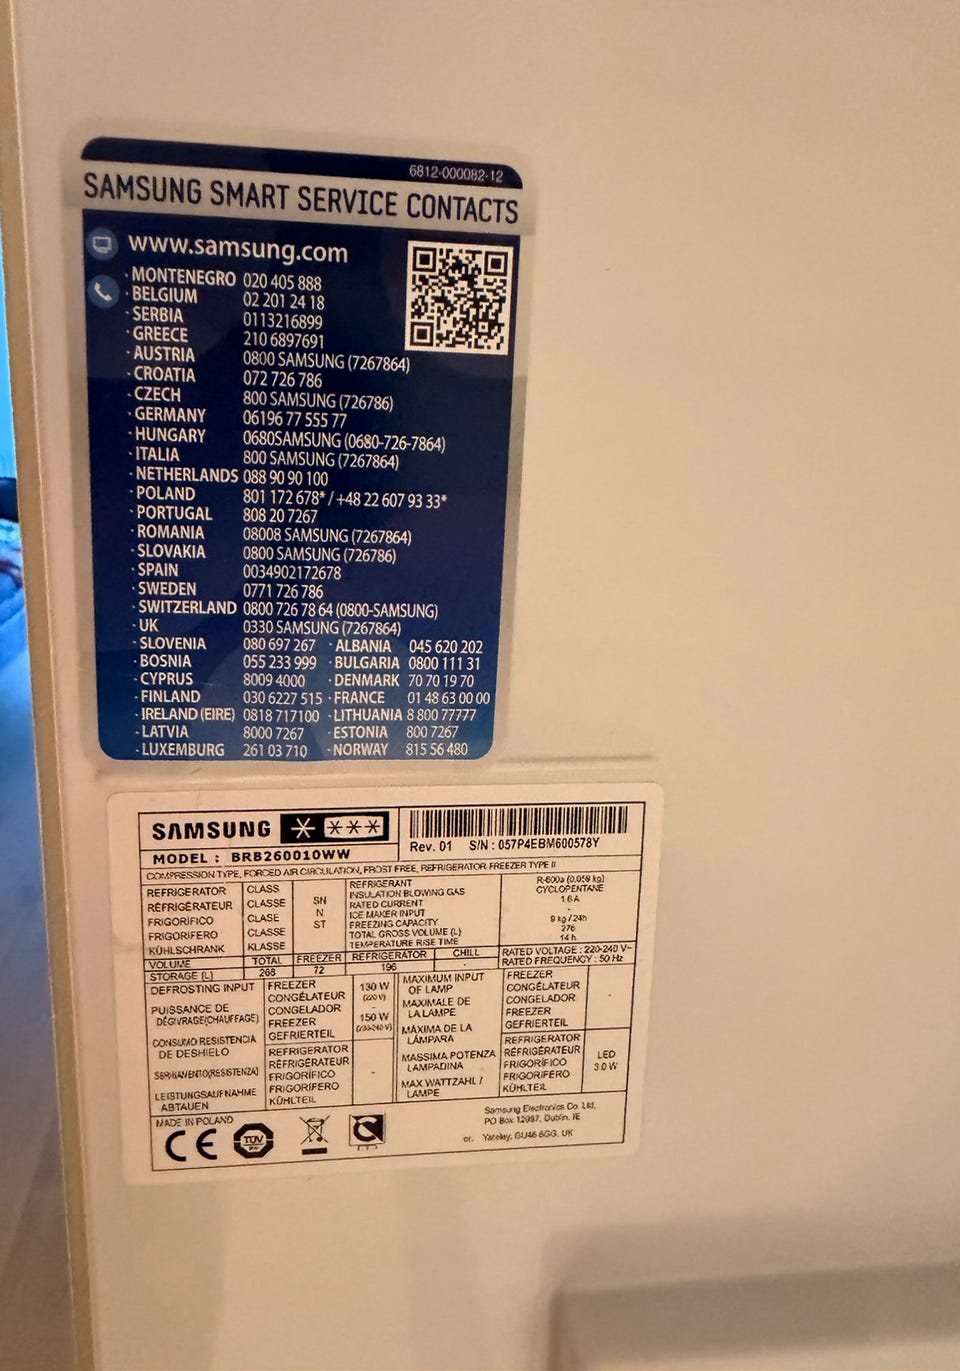 6812-000082-12
SAMSUNG SMART SERVICE CONTACTS
www.samsung.com
· MONTENEGRO 020 405 888
· BELGIUM 02 201 24 18
· SERBIA 0113216899
· GREECE 210 6897691
· AUSTRIA 0800 SAMSUNG (7267864)
· CROATIA 072 726 786
· CZECH 800 SAMSUNG (726786)
· GERMANY 06196 77 555 77
· HUNGARY 0680SAMSUNG (0680-726-7864)
· ITALIA 800 SAMSUNG (7267864)
· NETHERLANDS 088 90 90 100
· POLAND 801 172 678* / +48 22 607 93 33*
· PORTUGAL 808 20 7267
· ROMANIA 08008 SAMSUNG (7267864)
· SLOVAKIA 0800 SAMSUNG (726786)
· SPAIN 0034902172678
· SWEDEN 0771 726 786
· SWITZERLAND 0800 726 78 64 (0800-SAMSUNG)
· UK 0330 SAMSUNG (7267864)
· SLOVENIA 080 697 267 · ALBANIA 045 620 202
· BOSNIA 055 233 999 · BULGARIA 0800 111 31
· CYPRUS 8009 4000 · DENMARK 70 70 19 70
· FINLAND 030 6227 515 · FRANCE 01 48 63 00 00
· IRELAND (EIRE) 0818 717100 · LITHUANIA 8 800 77777
· LATVIA 8000 7267 · ESTONIA 800 7267
· LUXEMBURG 261 03 710 · NORWAY 815 56 480
SAMSUNG
Rev. 01 S/N : 057P4EBM600578Y
MODEL : BRB260010WW
COMPRESSION TYPE, FORCED AIR CIRCULATION, FROST FREE, REFRIGERATOR-FREEZER TYPE II
REFRIGERATOR CLASS
RÉFRIGÉRATEUR CLASSE
FRIGORÍFICO CLASE
FRIGORIFERO CLASSE
KÜHLSCHRANK KLASSE
SN
N
ST
REFRIGERANT R-600a (0.058 kg)
INSULATION BLOWING GAS CYCLOPENTANE
RATED CURRENT 1.6 A
ICE MAKER INPUT -
FREEZING CAPACITY 9 kg / 24h
TOTAL GROSS VOLUME (L) 276
TEMPERATURE RISE TIME 14 h
VOLUME TOTAL FREEZER REFRIGERATOR CHILL
STORAGE (L) 268 72 196 -
RATED VOLTAGE : 220-240 V~
RATED FREQUENCY : 50 Hz
DEFROSTING INPUT
PUISSANCE DE
DÉGIVRAGE(CHAUFFAGE)
CONSUMO RESISTENCIA
DE DESHIELO
LEISTUNGSAUFNAHME
ABTAUEN
FREEZER
CONGÉLATEUR
CONGELADOR
FREEZER
GEFRIERTEIL
130 W
(220 V)
150 W
(230-240 V)
REFRIGERATOR
RÉFRIGÉRATEUR
FRIGORÍFICO
FRIGORIFERO
KÜHLTEIL
-
MAXIMUM INPUT
OF LAMP
MAXIMALE DE
LA LAMPE
MÁXIMA DE LA
LÁMPARA
MASSIMA POTENZA
LAMPADINA
MAX.WATTZAHL /
LAMPE
FREEZER
CONGÉLATEUR
CONGELADOR
FREEZER
GEFRIERTEIL
-
REFRIGERATOR
RÉFRIGÉRATEUR
FRIGORÍFICO
FRIGORIFERO
KÜHLTEIL
LED
3.0 W
MADE IN POLAND
CE
TÜV
Samsung Electronics Co. Ltd,
PO Box 12987, Dublin. IE
or. Yateley, GU46 6GG. UK